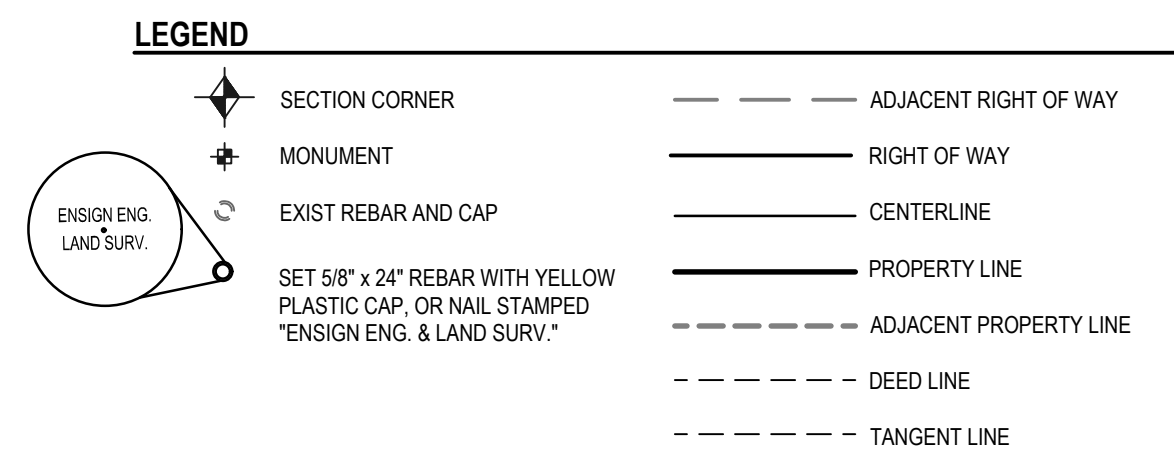 LEGEND
SECTION CORNER
MONUMENT
ENSIGN ENG.
LAND SURV.
EXIST REBAR AND CAP
SET 5/8" x 24" REBAR WITH YELLOW
PLASTIC CAP, OR NAIL STAMPED
"ENSIGN ENG. & LAND SURV."
ADJACENT RIGHT OF WAY
RIGHT OF WAY
CENTERLINE
PROPERTY LINE
ADJACENT PROPERTY LINE
DEED LINE
TANGENT LINE